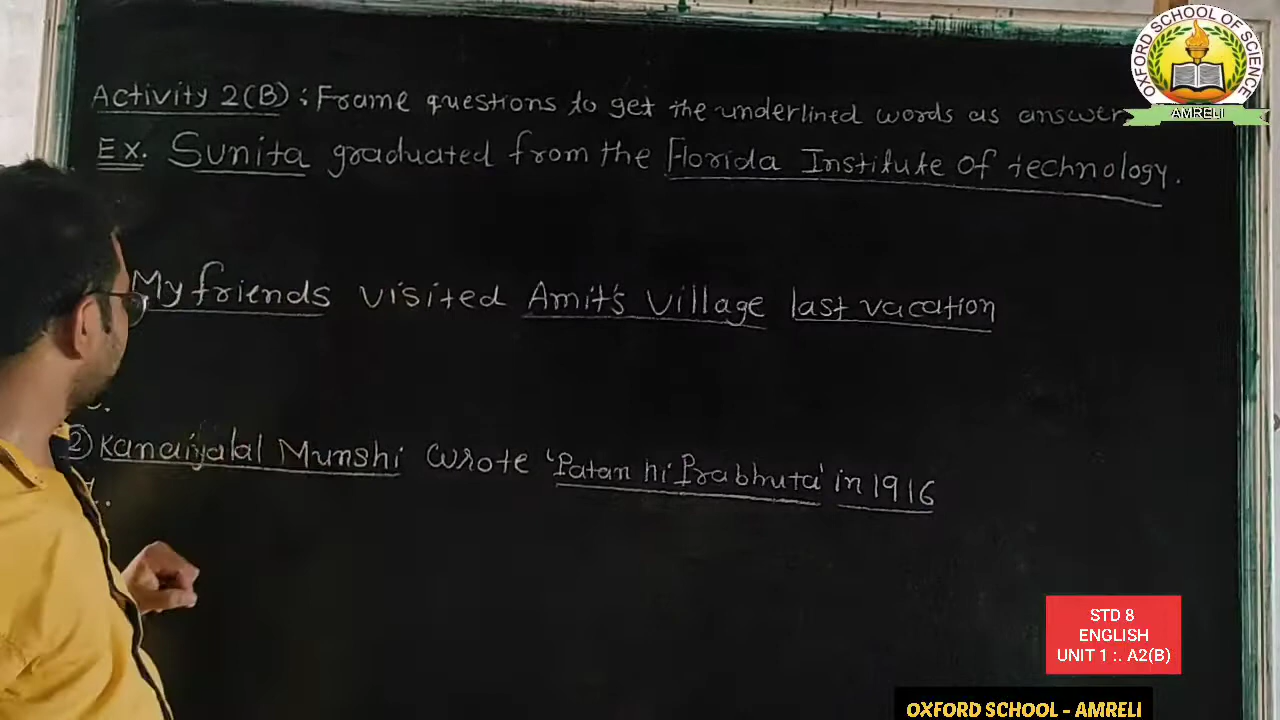 Activity 2(B) : Frame questions to get the underlined words as answer
Ex. Sunita graduated from the Florida Institute of technology.
My friends visited Amit's village last vacation
2) Kanaiyalal Munshi wrote 'Patan ni Prabhuta' in 1916
OXFORD SCHOOL OF SCIENCE
AMRELI
STD 8
ENGLISH
UNIT 1 :. A2(B)
OXFORD SCHOOL - AMRELI